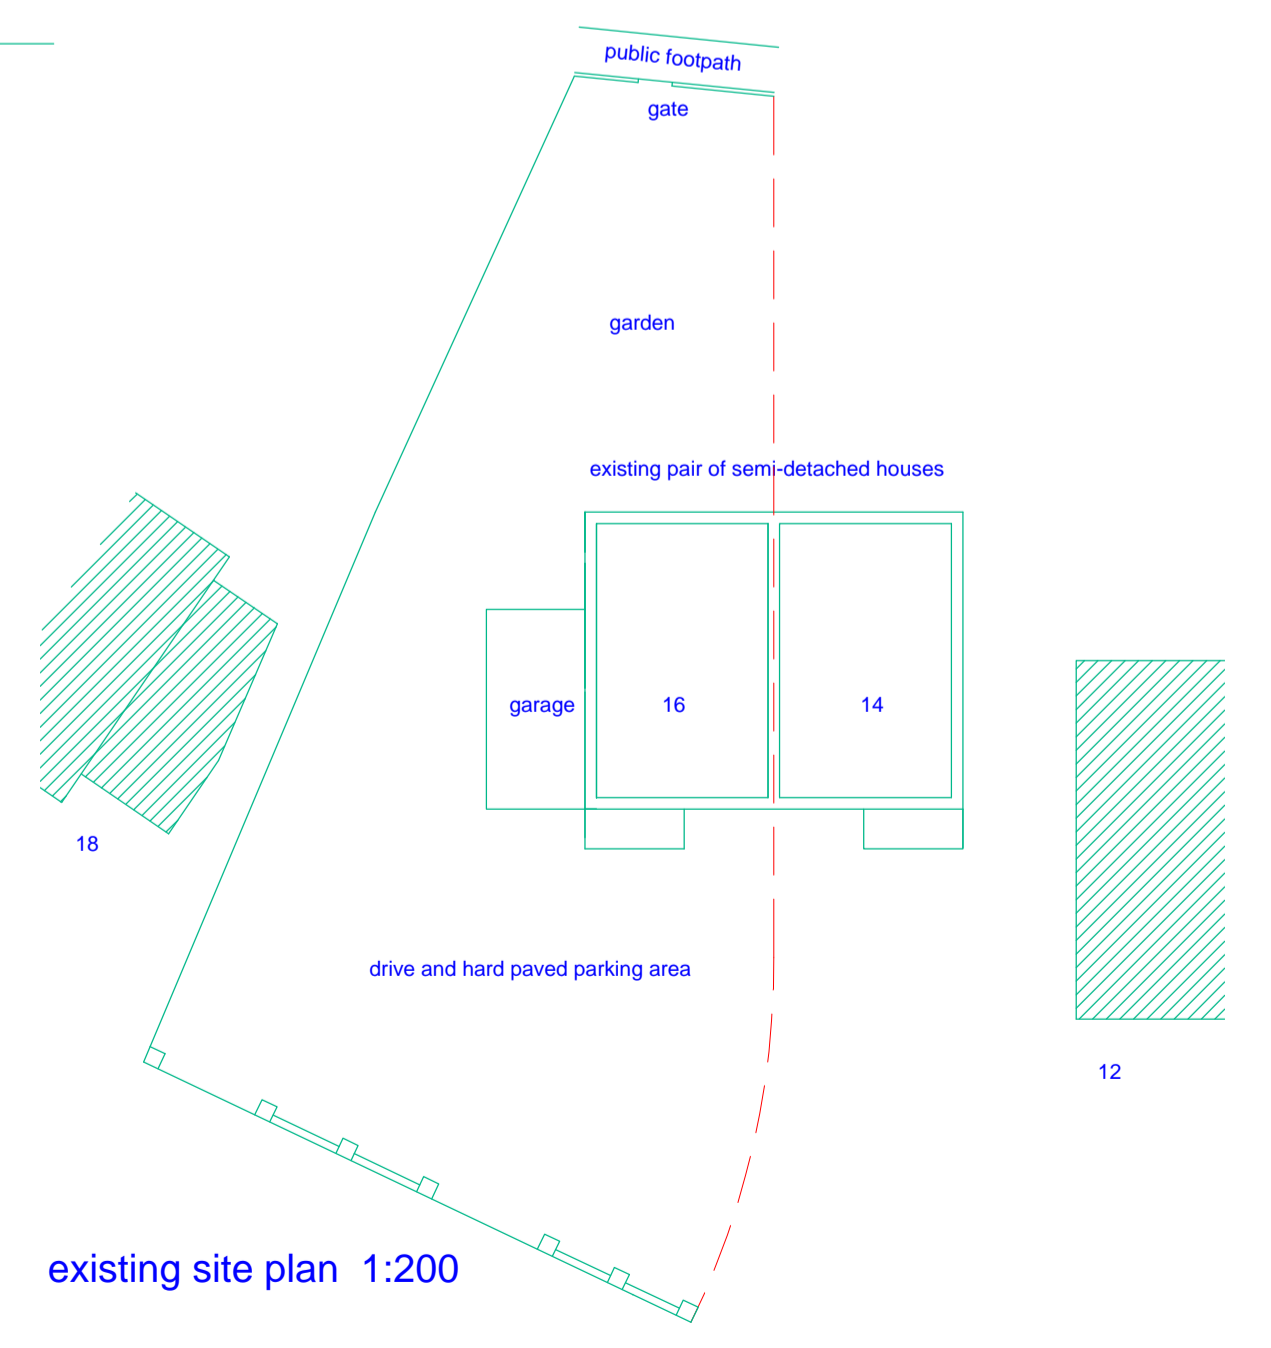 public footpath
gate
garden
existing pair of semi-detached houses
garage
16
14
18
drive and hard paved parking area
12
existing site plan 1:200